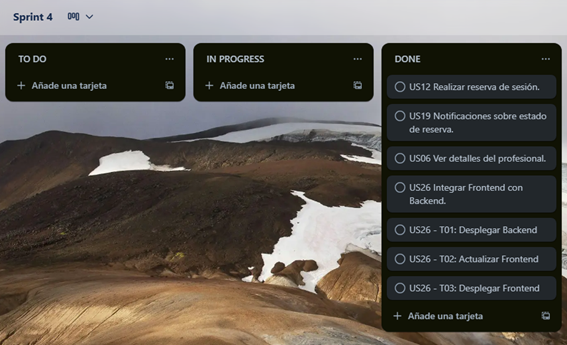 Sprint 4
TO DO
Añade una tarjeta
IN PROGRESS
Añade una tarjeta
DONE
US12 Realizar reserva de sesión.
US19 Notificaciones sobre estado
de reserva.
US06 Ver detalles del profesional.
US26 Integrar Frontend con
Backend.
US26 - T01: Desplegar Backend
US26 - T02: Actualizar Frontend
US26 - T03: Desplegar Frontend
Añade una tarjeta